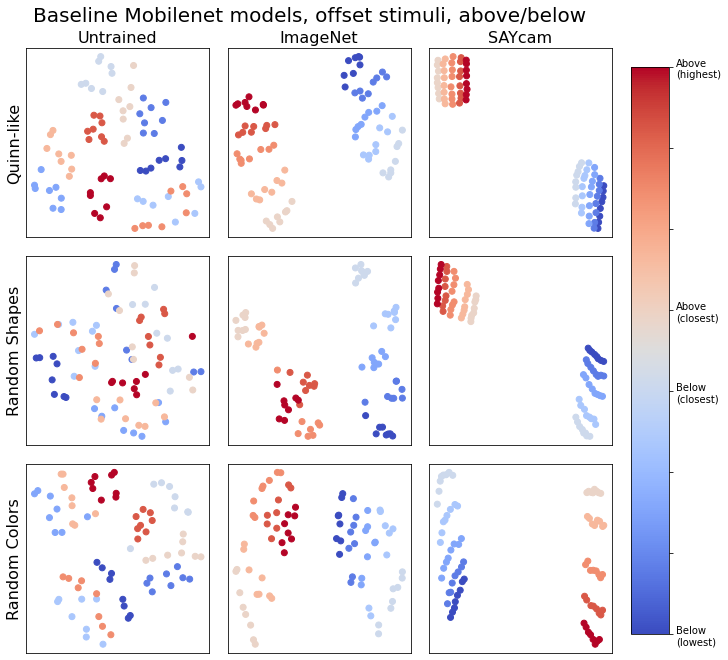 Baseline Mobilenet models, offset stimuli, above/below
Untrained
ImageNet
SAYcam
Quinn-like
Random Shapes
Random Colors
Above
(highest)
Above
(closest)
Below
(closest)
Below
(lowest)